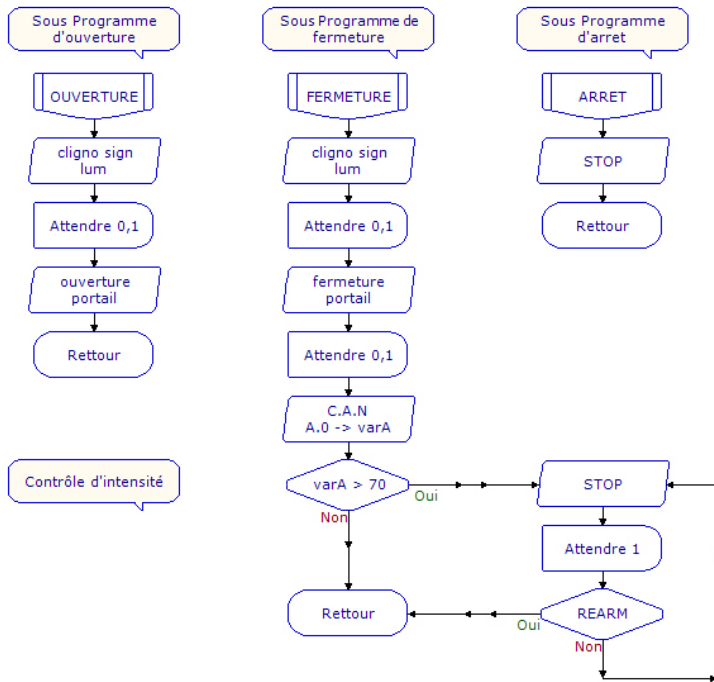 Sous Programme
d'ouverture
OUVERTURE
cligno sign
lum
Attendre 0,1
ouverture
portail
Rettour
Sous Programme de
fermeture
FERMETURE
cligno sign
lum
Attendre 0,1
fermeture
portail
Attendre 0,1
C.A.N
A.0 -> varA
Contrôle d'intensité
varA > 70
Oui
Non
Rettour
Sous Programme
d'arret
ARRET
STOP
Rettour
STOP
Attendre 1
REARM
Oui
Non